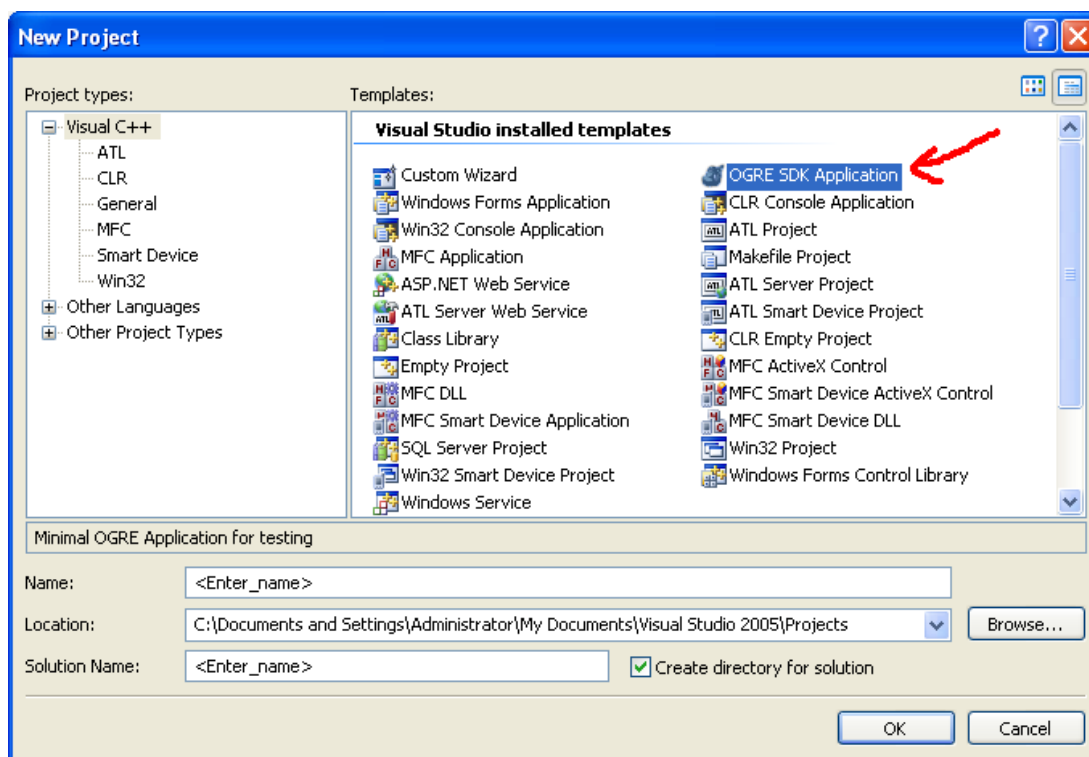 New Project
Project types:
Templates:
Visual C++
ATL
CLR
General
MFC
Smart Device
Win32
Other Languages
Other Project Types
Visual Studio installed templates
Custom Wizard
Windows Forms Application
Win32 Console Application
MFC Application
ASP.NET Web Service
ATL Server Web Service
Class Library
Empty Project
MFC DLL
MFC Smart Device Application
SQL Server Project
Win32 Smart Device Project
Windows Service
OGRE SDK Application
CLR Console Application
ATL Project
Makefile Project
ATL Server Project
ATL Smart Device Project
CLR Empty Project
MFC ActiveX Control
MFC Smart Device ActiveX Control
MFC Smart Device DLL
Win32 Project
Windows Forms Control Library
Minimal OGRE Application for testing
Name: <Enter_name>
Location: C:\Documents and Settings\Administrator\My Documents\Visual Studio 2005\Projects Browse...
Solution Name: <Enter_name> Create directory for solution
OK Cancel